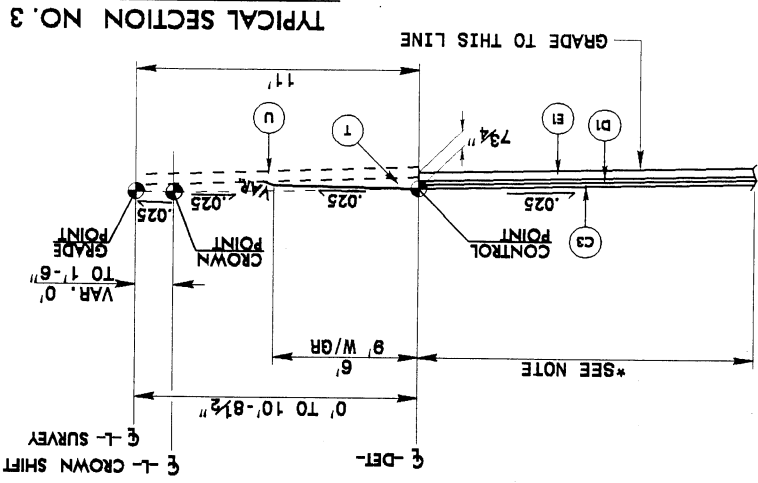 ℄ -L- CROWN SHIFT
℄ -L- SURVEY
℄ -DET-
0' TO 10'-8½"
6'
9' W/GR
*SEE NOTE
VAR. 0'
TO 1'-6"
GRADE
POINT
CROWN
POINT
CONTROL
POINT
C3
.025
.025
.025
.025
VAR.
D1
E1
T
U
7¾"
11'
GRADE TO THIS LINE
TYPICAL SECTION NO. 3